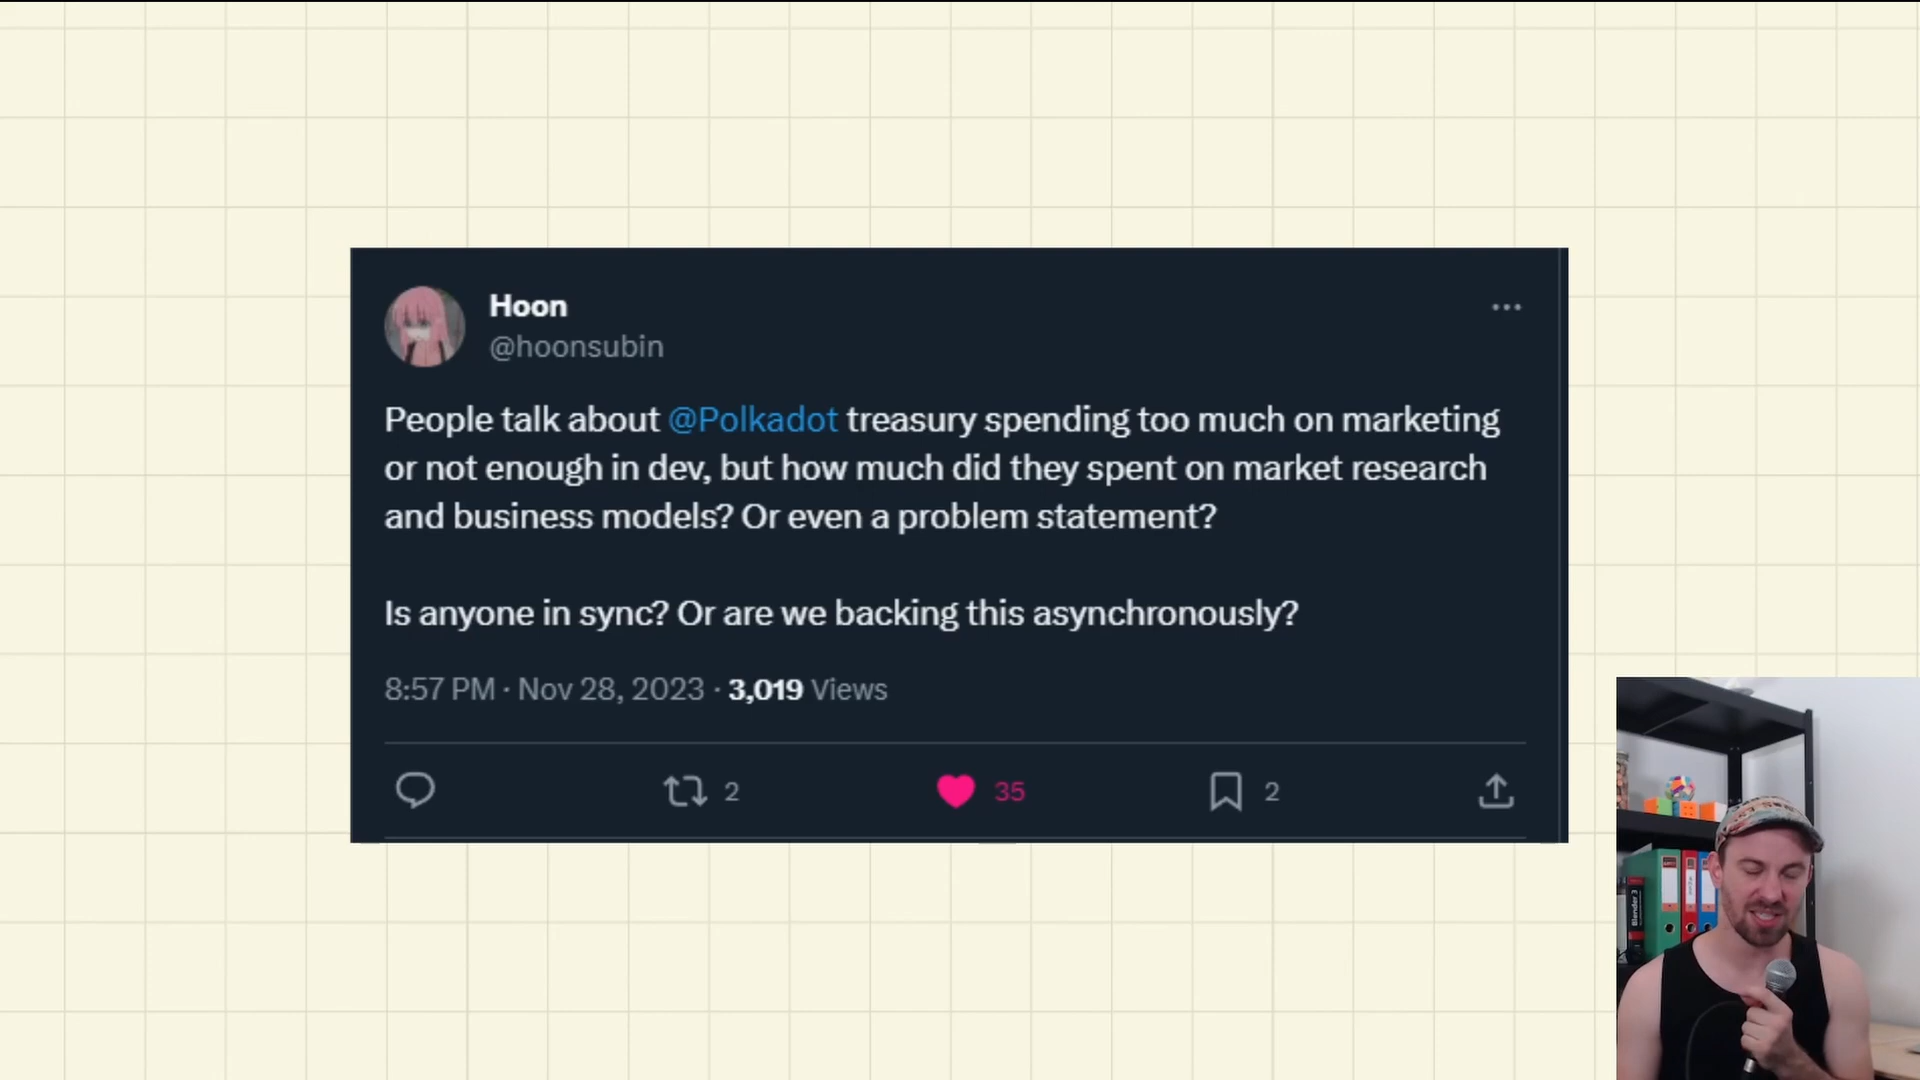 Hoon
@hoonsubin
People talk about @Polkadot treasury spending too much on marketing
or not enough in dev, but how much did they spent on market research
and business models? Or even a problem statement?
Is anyone in sync? Or are we backing this asynchronously?
8:57 PM · Nov 28, 2023 · 3,019 Views
2
35
2
Blender 3